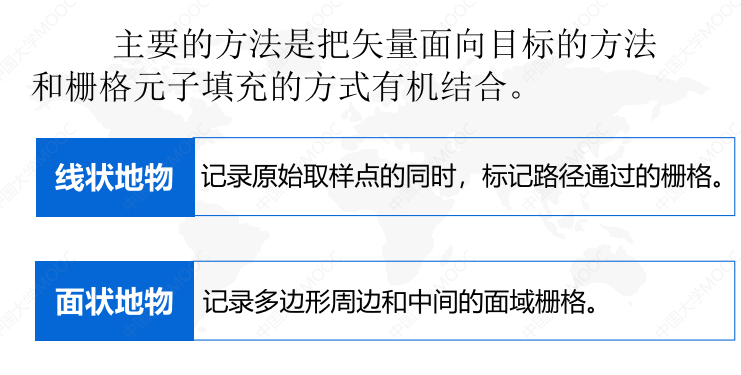 主要的方法是把矢量面向目标的方法
和栅格元子填充的方式有机结合。
线状地物 记录原始取样点的同时，标记路径通过的栅格。
面状地物 记录多边形周边和中间的面域栅格。
中国大学MOOC